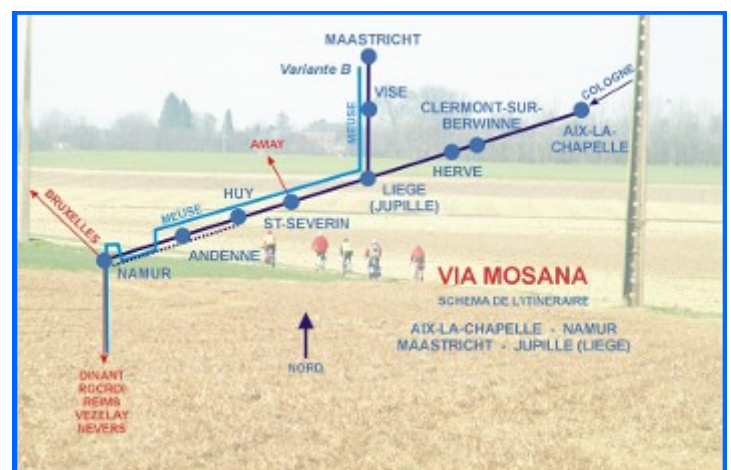 MAASTRICHT
Variante B
COLOGNE
VISE
CLERMONT-SUR-
BERWINNE
MEUSE
AIX-LA-
CHAPELLE
AMAY
HERVE
HUY
LIEGE
(JUPILLE)
BRUXELLES
MEUSE
ST-SEVERIN
ANDENNE
NAMUR
VIA MOSANA
SCHEMA DE L'ITINERAIRE
AIX-LA-CHAPELLE - NAMUR
MAASTRICHT - JUPILLE (LIEGE)
NORD
DINANT
ROCROI
REIMS
VEZELAY
NEVERS